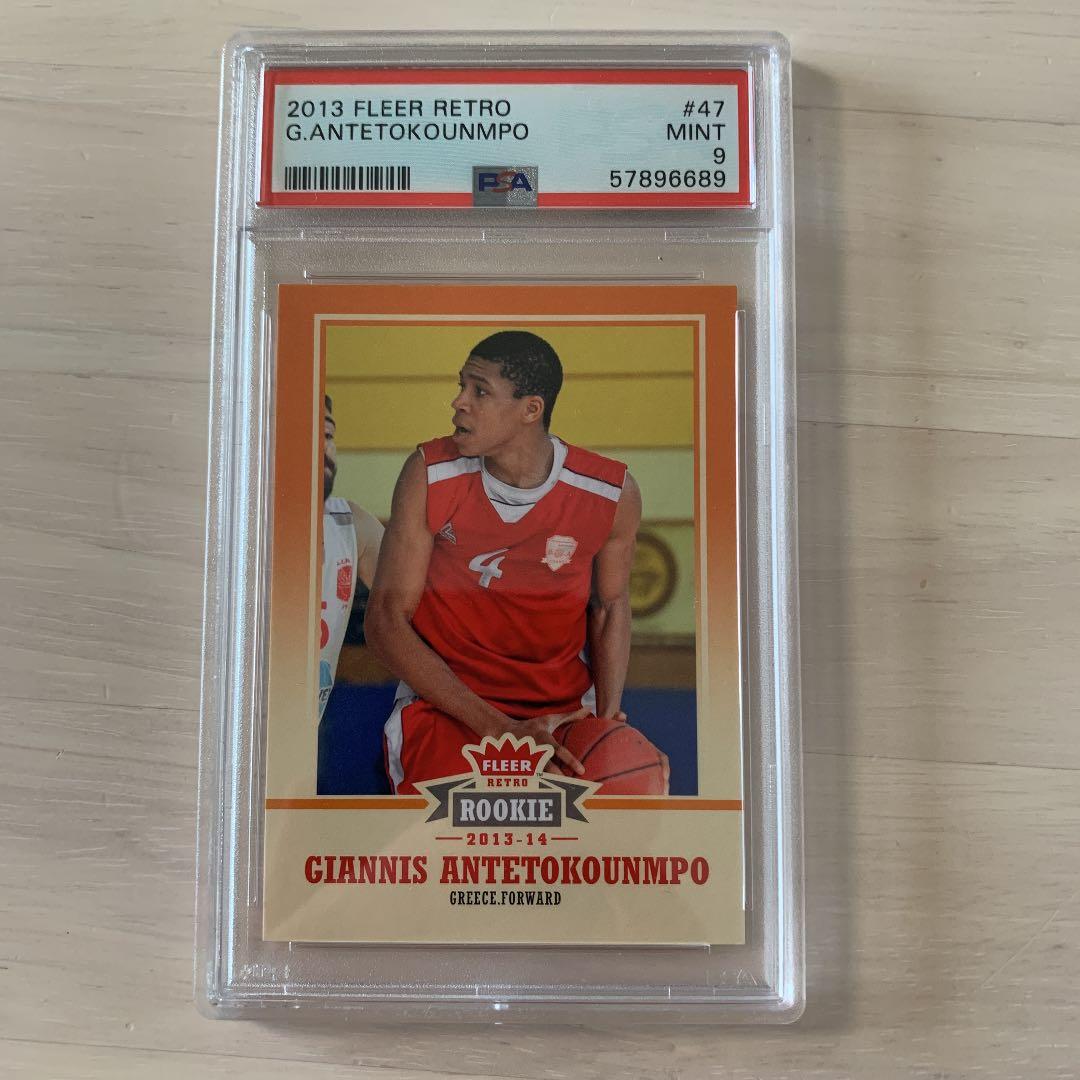 2013 FLEER RETRO #47
G.ANTETOKOUNMPO MINT
9
PSA 57896689
4
FLEER
RETRO
ROOKIE
2013-14
GIANNIS ANTETOKOUNMPO
GREECE.FORWARD